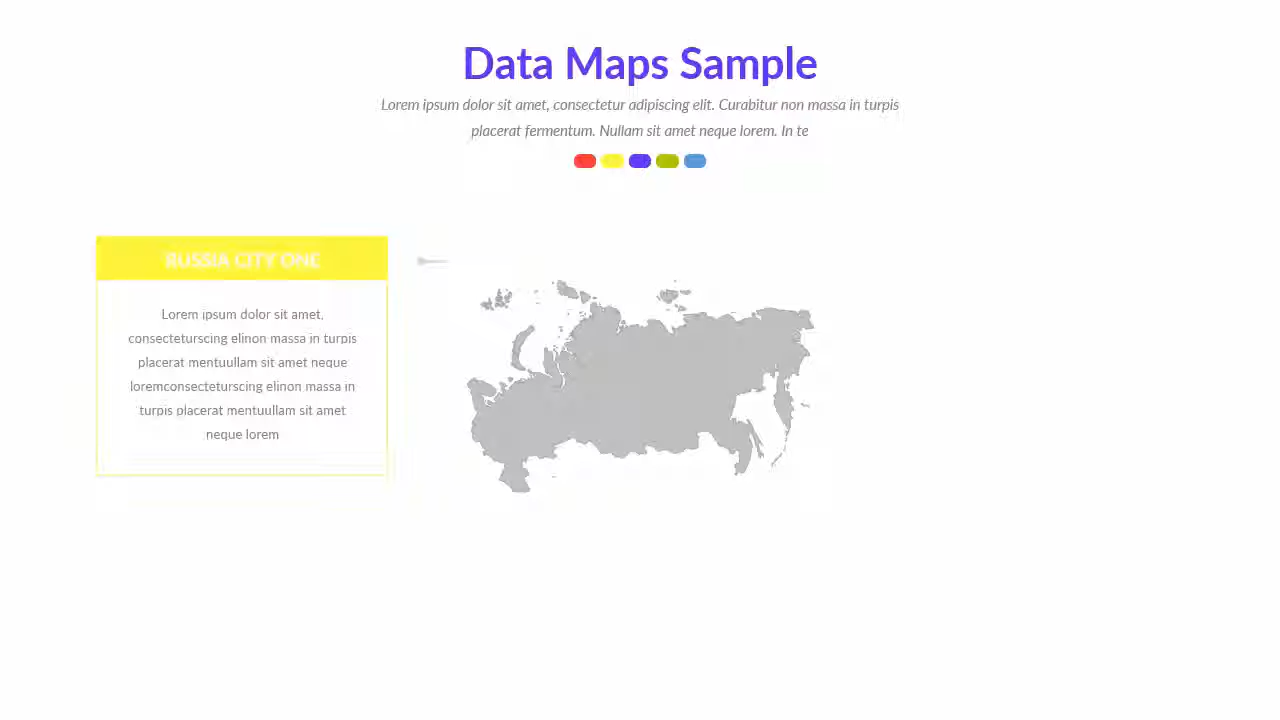 Data Maps Sample
Lorem ipsum dolor sit amet, consectetur adipiscing elit. Curabitur non massa in turpis
placerat fermentum. Nullam sit amet neque lorem. In te
RUSSIA CITY ONE
Lorem ipsum dolor sit amet,
consecteturscing elinon massa in turpis
placerat mentuullam sit amet neque
loremconsecteturscing elinon massa in
turpis placerat mentuullam sit amet
neque lorem